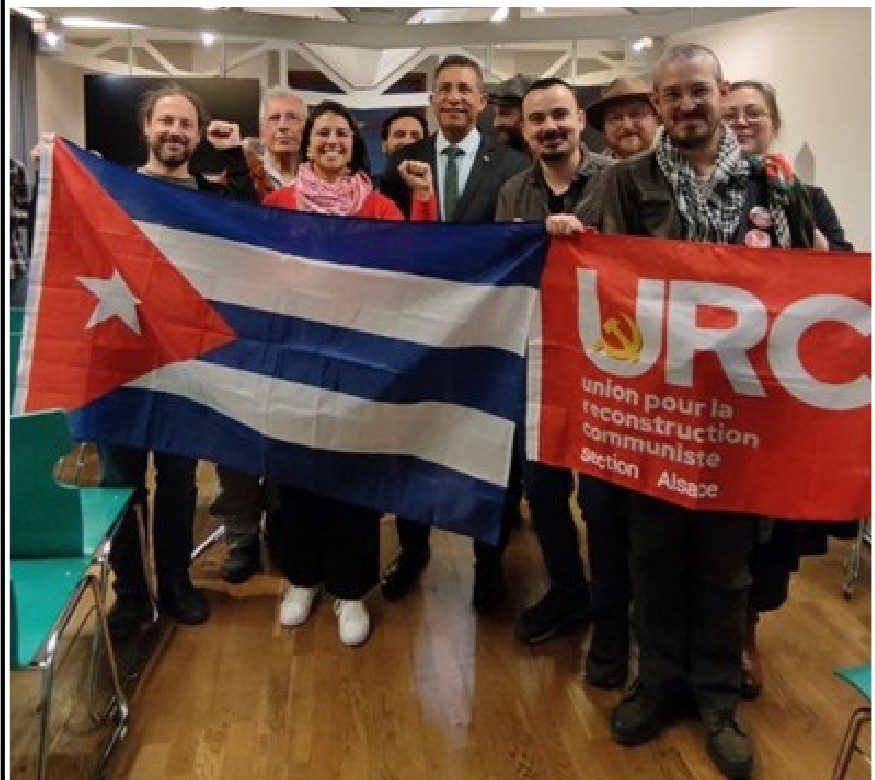 URC
union pour la
reconstruction
communiste
section Alsace